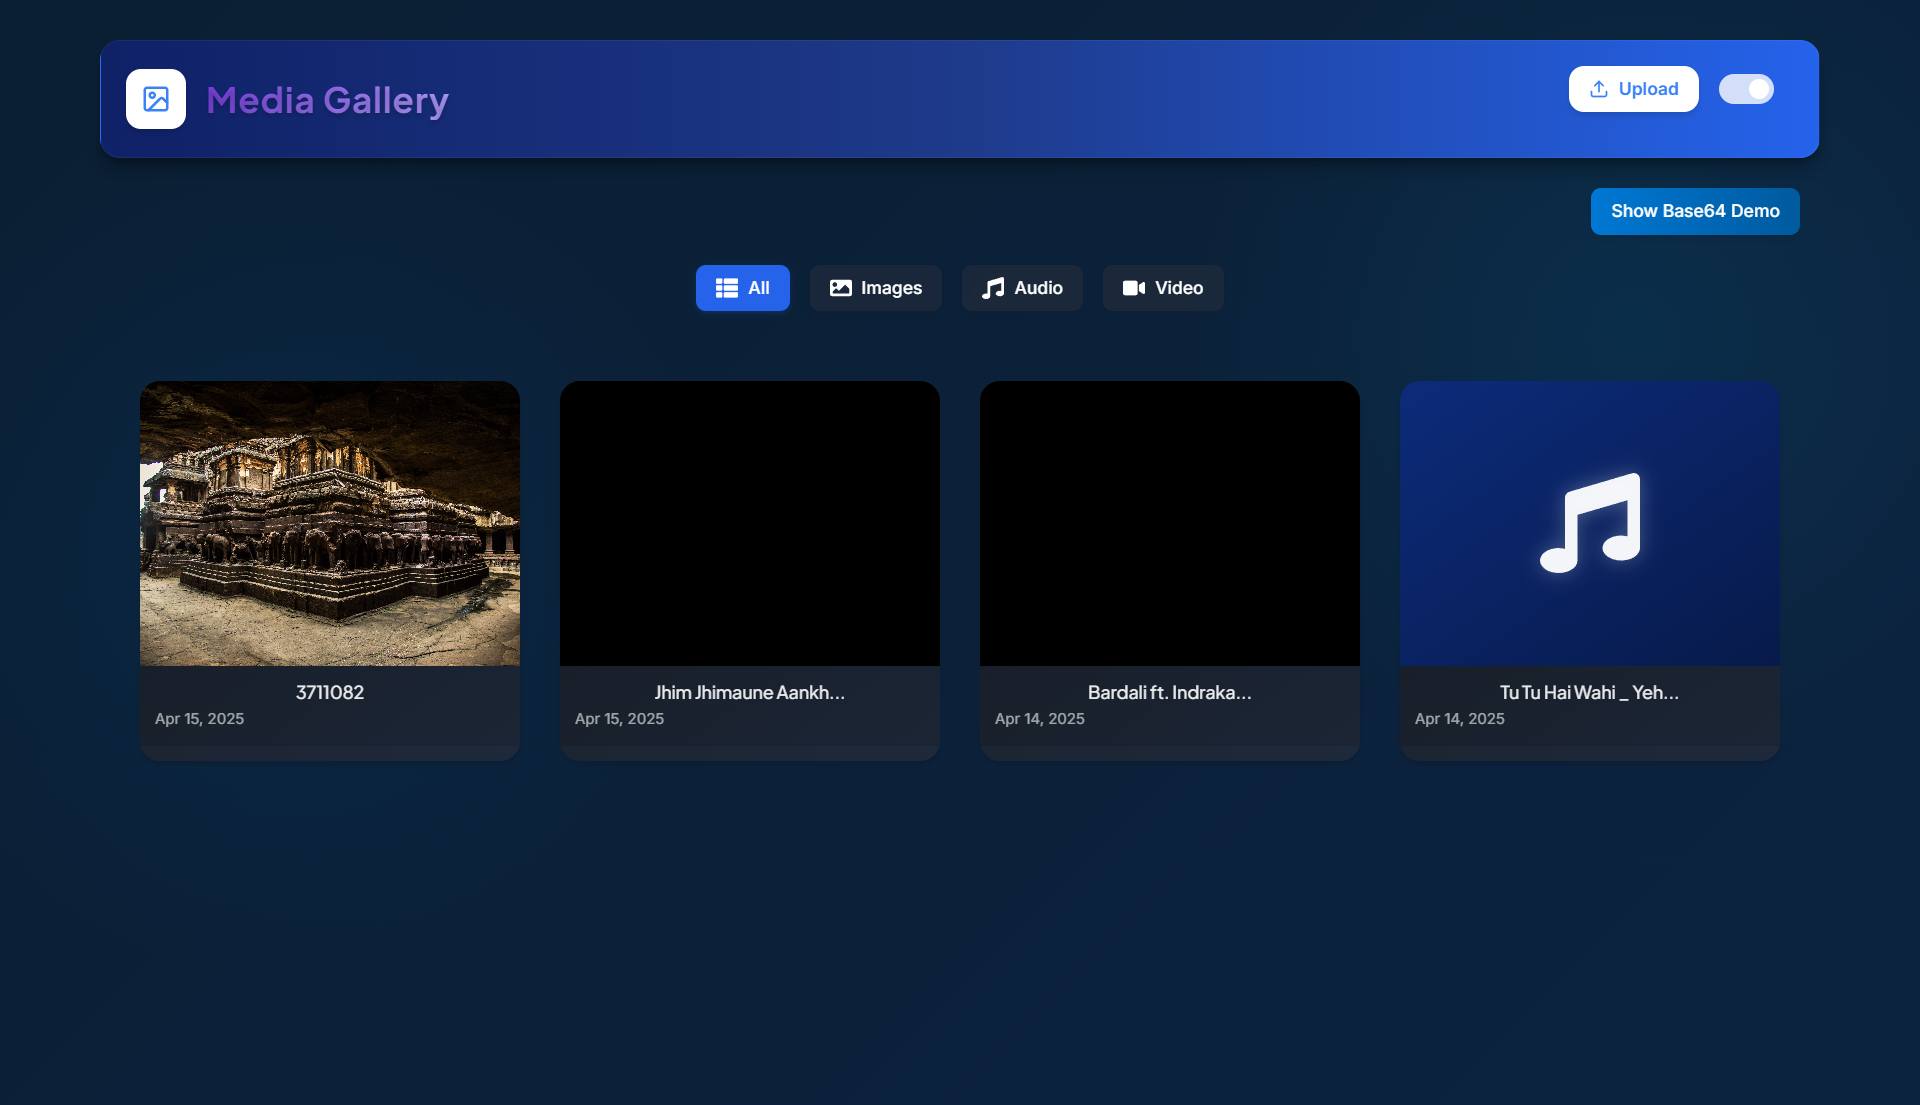 Media Gallery
Upload
Show Base64 Demo
All
Images
Audio
Video
3711082
Apr 15, 2025
Jhim Jhimaune Aankh...
Apr 15, 2025
Bardali ft. Indraka...
Apr 14, 2025
Tu Tu Hai Wahi _ Yeh...
Apr 14, 2025